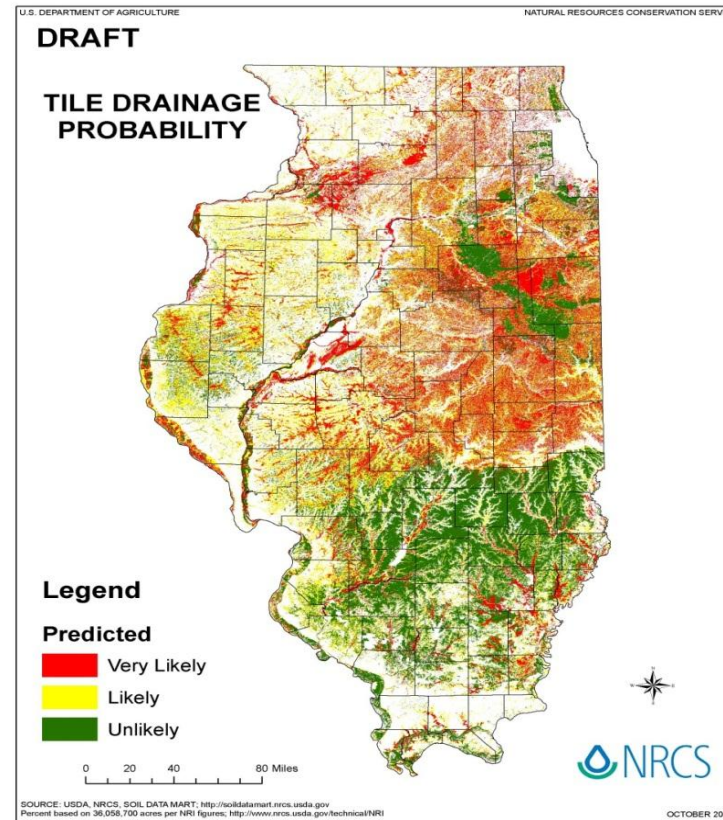 U.S. DEPARTMENT OF AGRICULTURE
NATURAL RESOURCES CONSERVATION SERV
DRAFT
TILE DRAINAGE
PROBABILITY
Legend
Predicted
Very Likely
Likely
Unlikely
0 20 40 80 Miles
NRCS
SOURCE: USDA, NRCS, SOIL DATA MART; http://soildatamart.nrcs.usda.gov
Percent based on 36,058,700 acres per NRI figures; http://www.nrcs.usda.gov/technical/NRI
OCTOBER 20